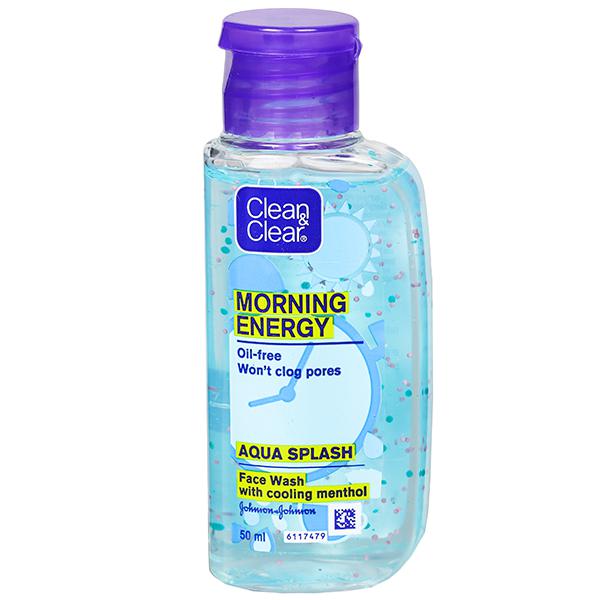 Clean &
Clear®
MORNING
ENERGY
Oil-free
Won't clog pores
AQUA SPLASH
Face Wash
with cooling menthol
Johnson & Johnson
50 ml
6117479